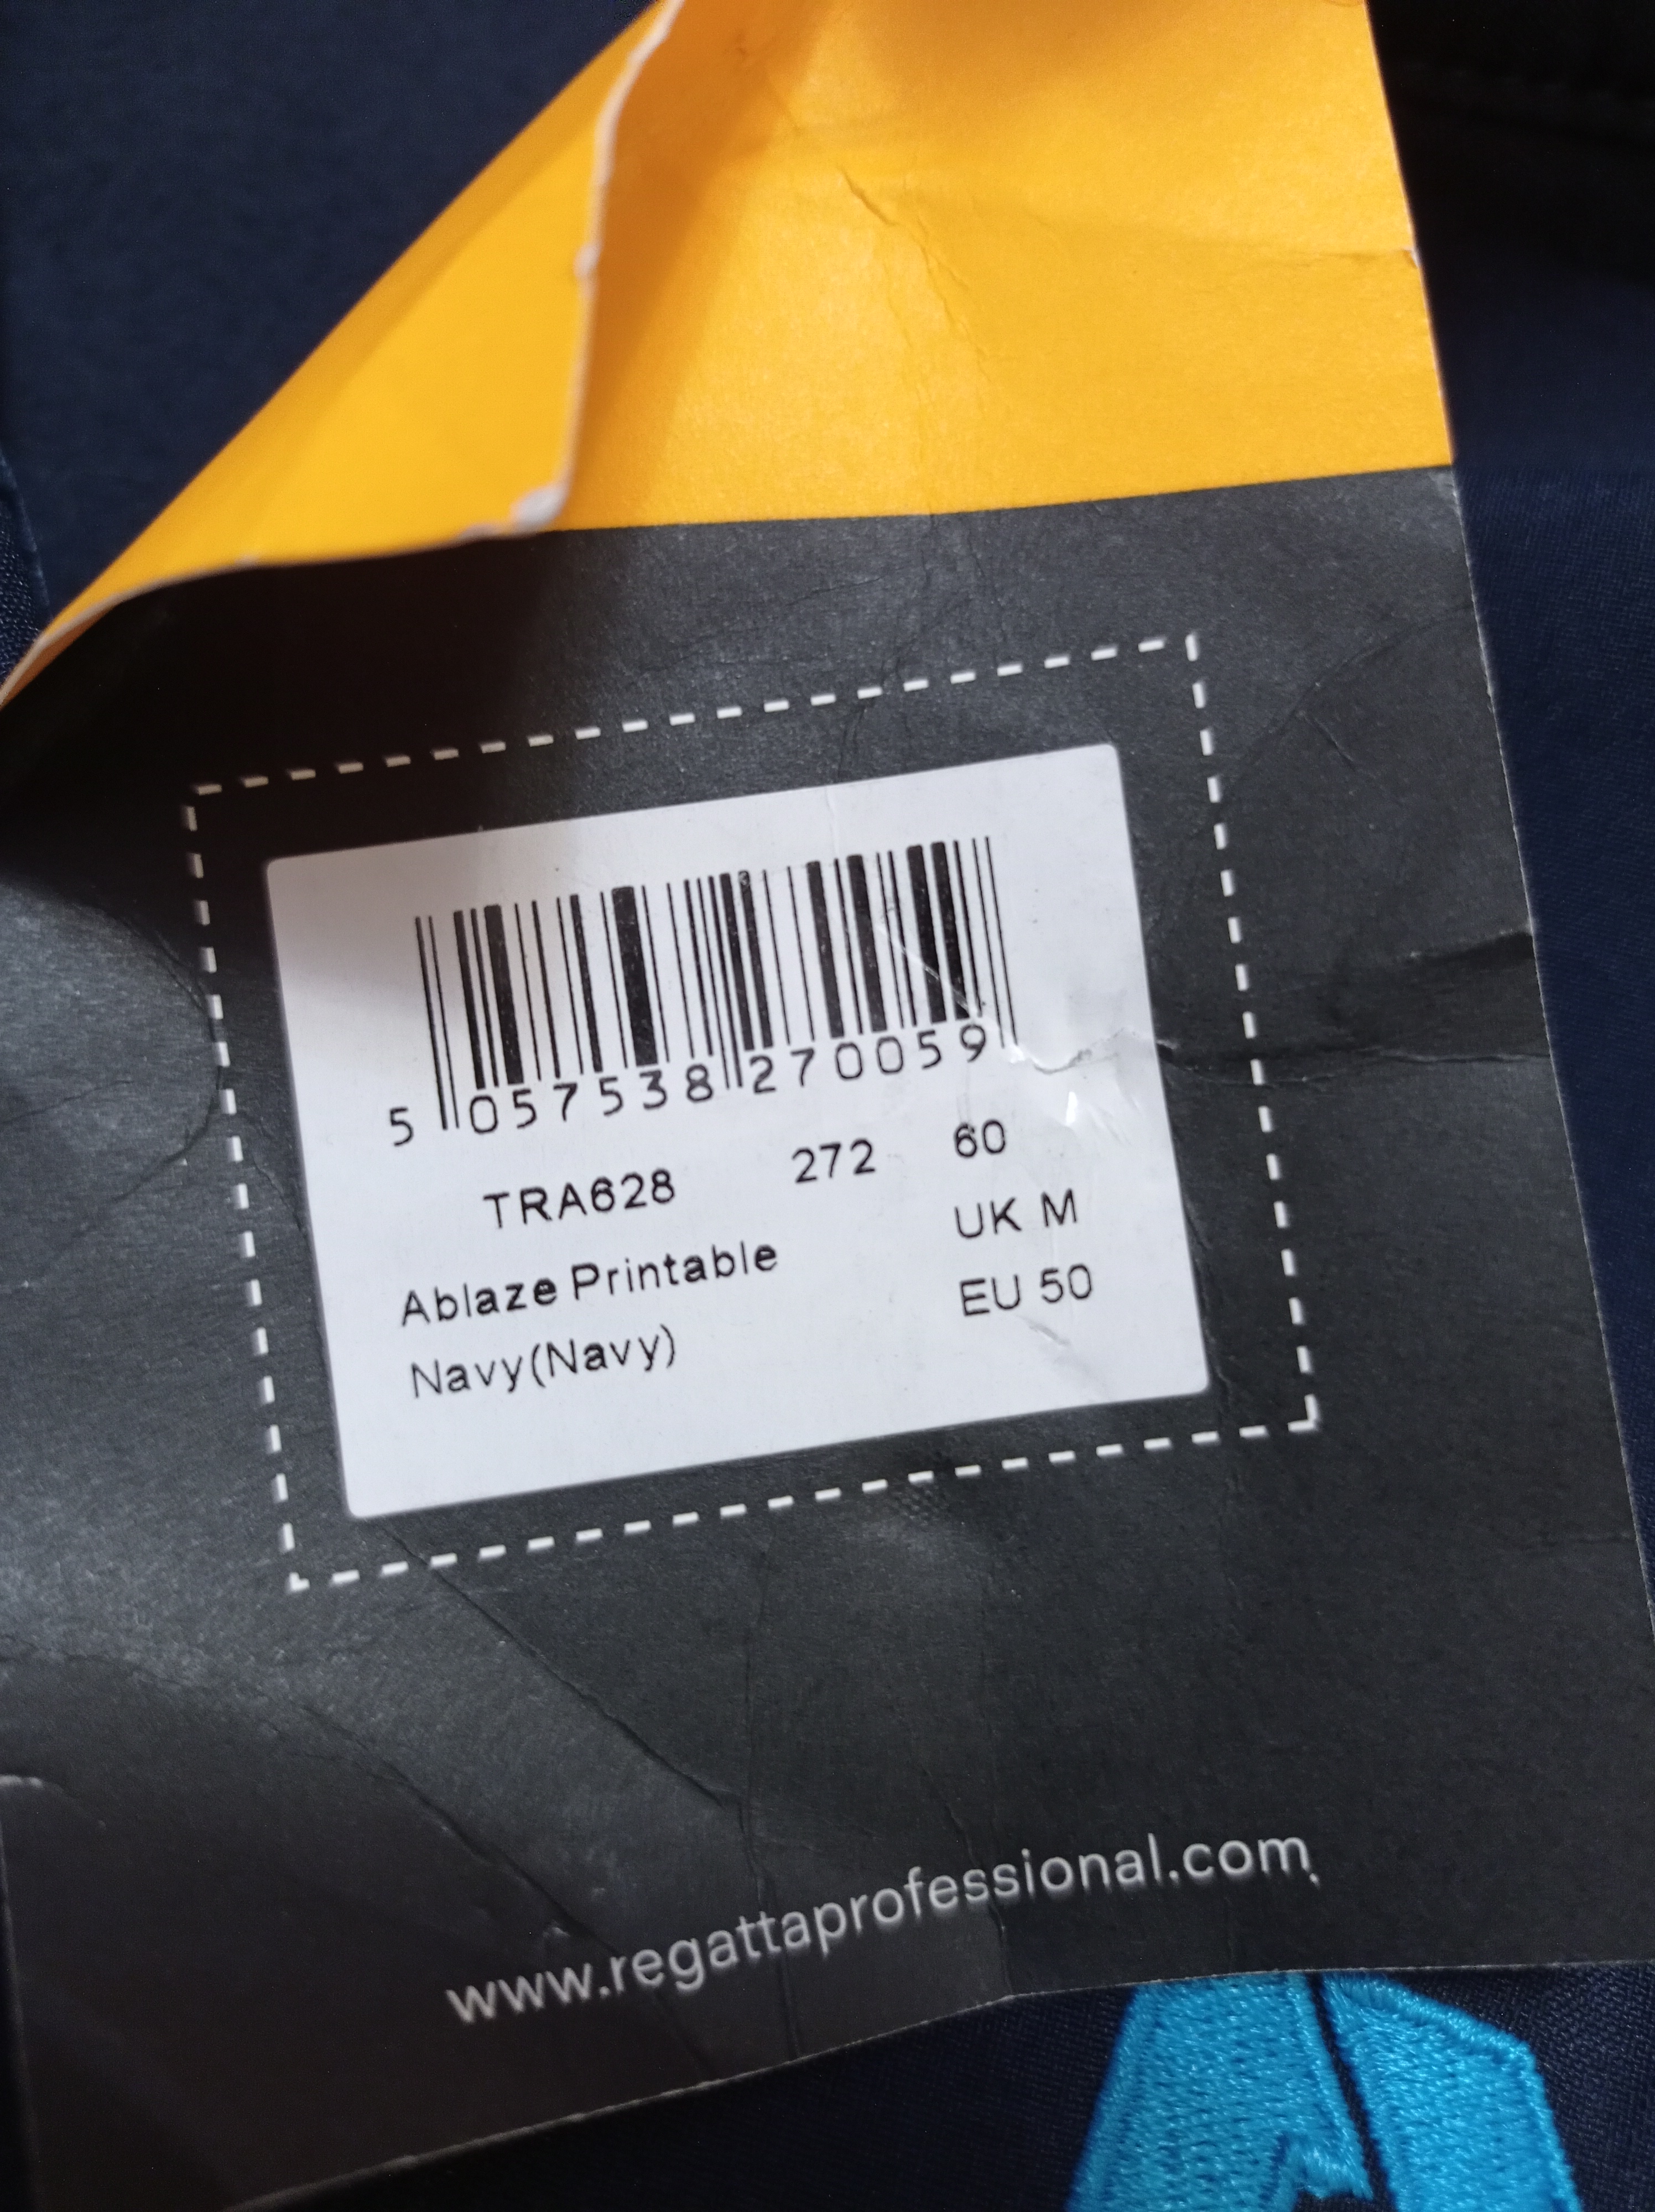 5 057538 270059
TRA628 272 60
UK M
Ablaze Printable
EU 50
Navy(Navy)
www.regattaprofessional.com